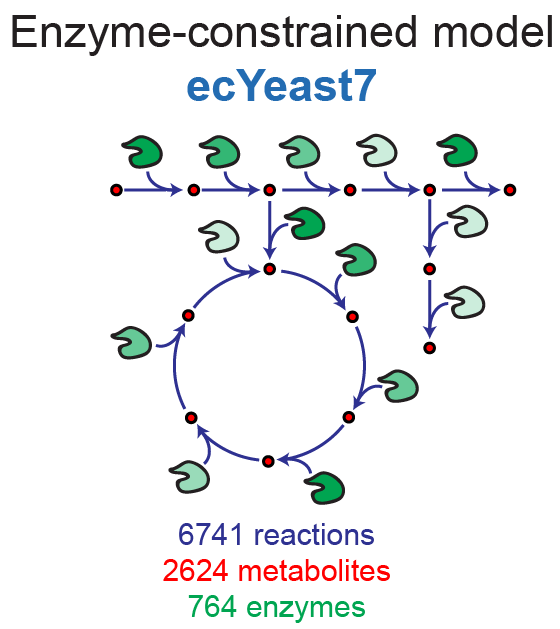 Enzyme-constrained model
ecYeast7
6741 reactions
2624 metabolites
764 enzymes